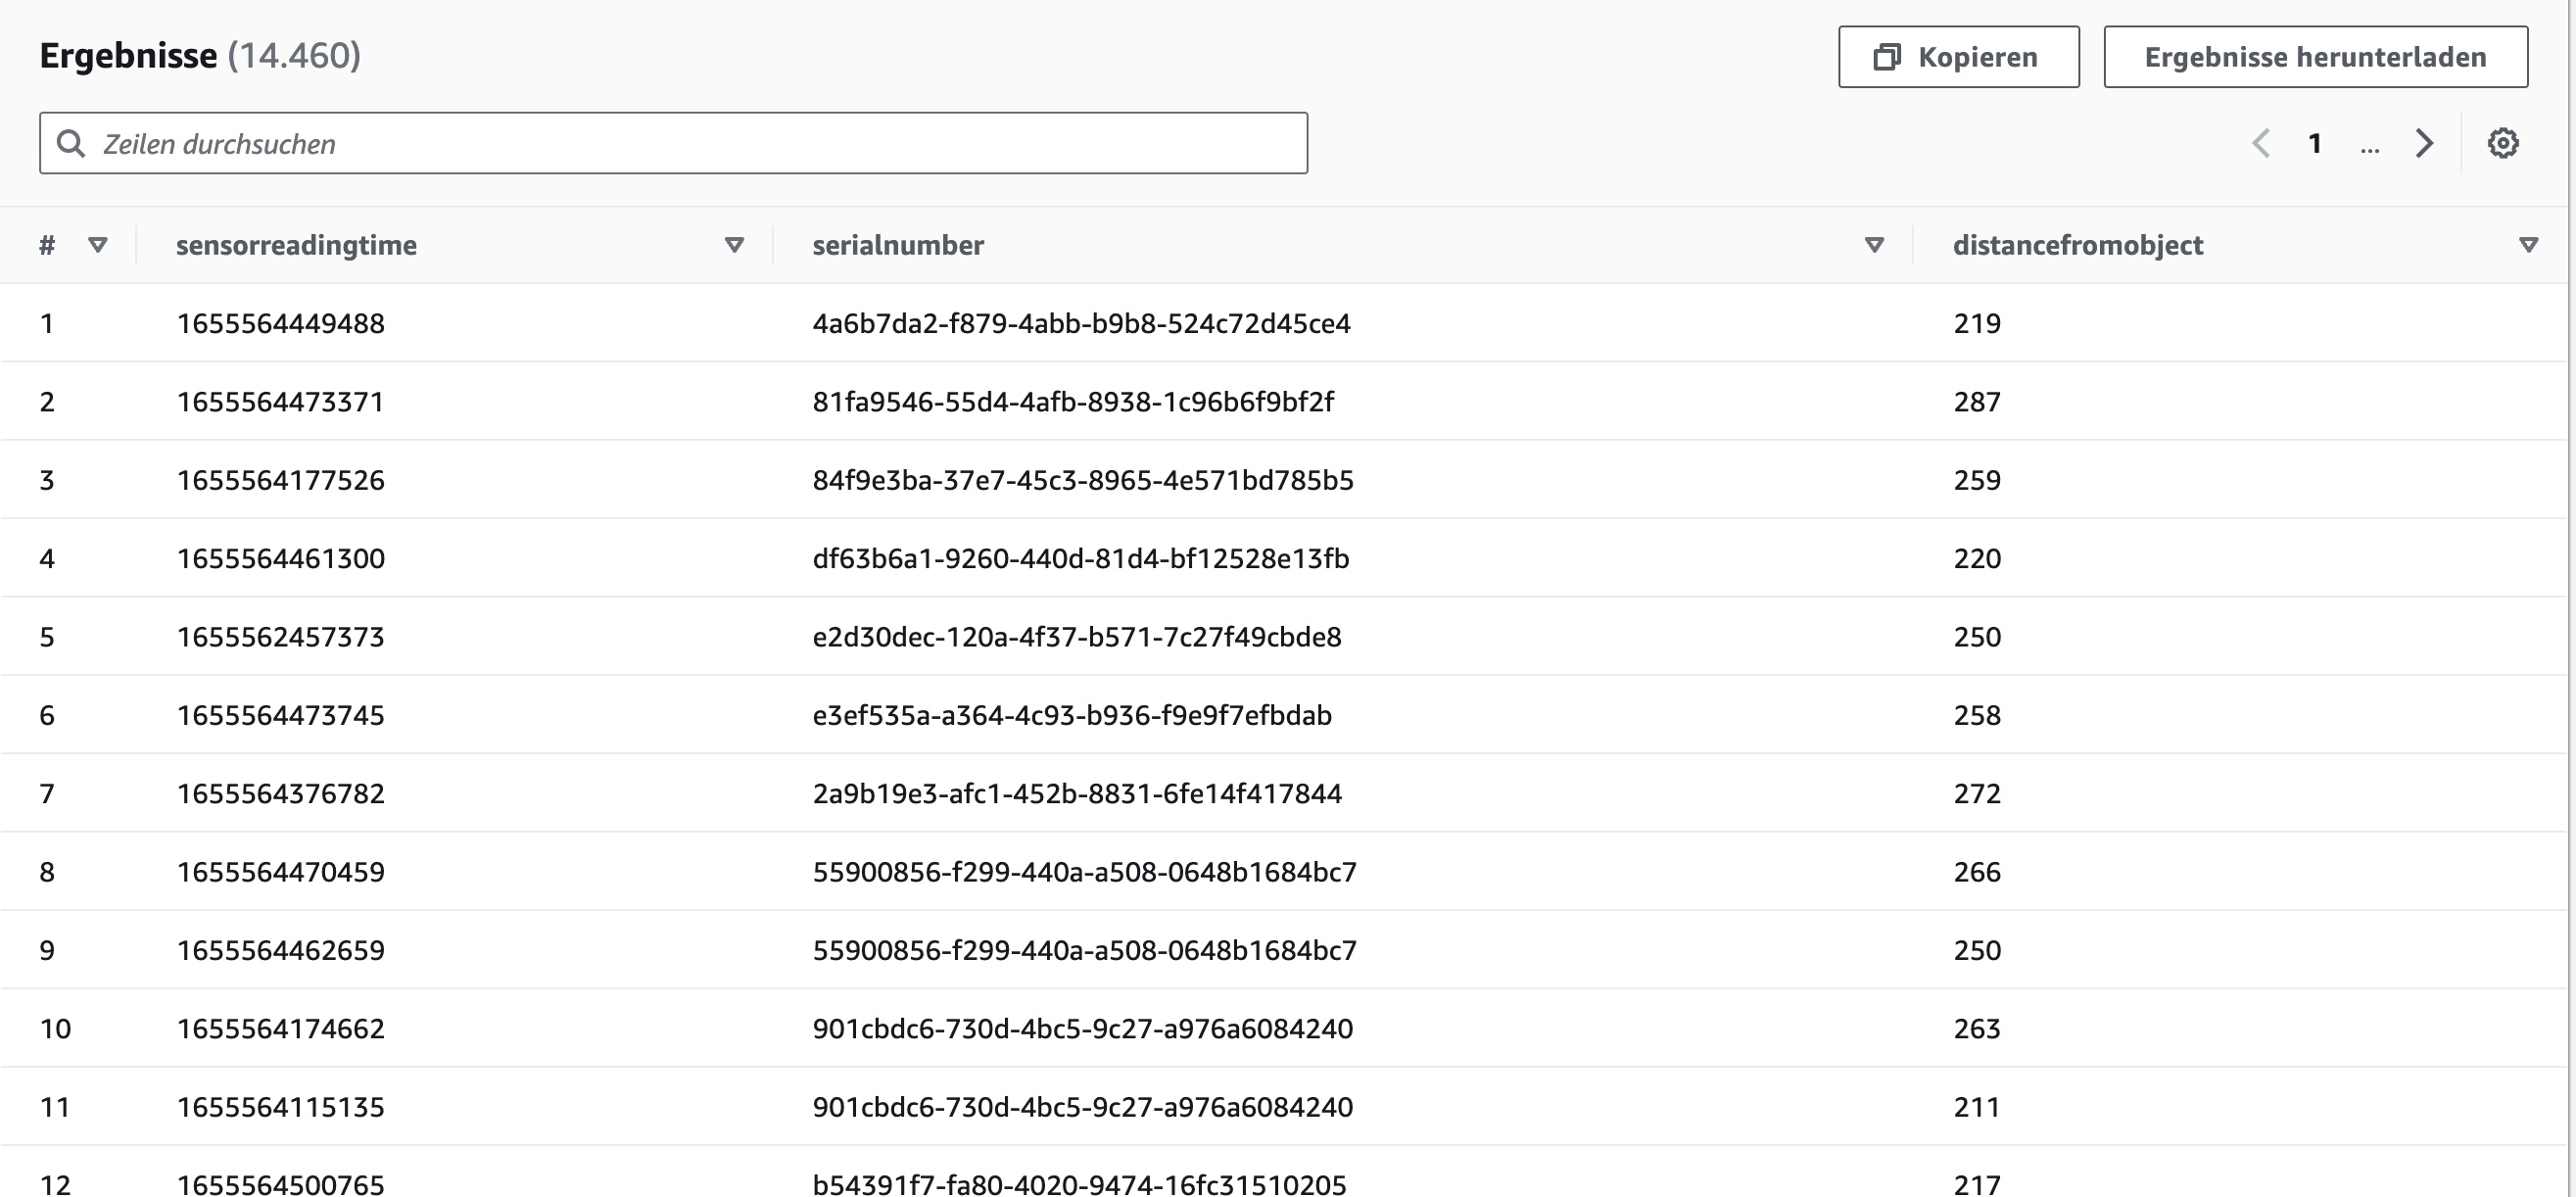 Ergebnisse (14.460)
Kopieren
Ergebnisse herunterladen
Zeilen durchsuchen
1 ...
# sensorreadingtime serialnumber distancefromobject
1 1655564449488 4a6b7da2-f879-4abb-b9b8-524c72d45ce4 219
2 1655564473371 81fa9546-55d4-4afb-8938-1c96b6f9bf2f 287
3 1655564177526 84f9e3ba-37e7-45c3-8965-4e571bd785b5 259
4 1655564461300 df63b6a1-9260-440d-81d4-bf12528e13fb 220
5 1655562457373 e2d30dec-120a-4f37-b571-7c27f49cbde8 250
6 1655564473745 e3ef535a-a364-4c93-b936-f9e9f7efbdab 258
7 1655564376782 2a9b19e3-afc1-452b-8831-6fe14f417844 272
8 1655564470459 55900856-f299-440a-a508-0648b1684bc7 266
9 1655564462659 55900856-f299-440a-a508-0648b1684bc7 250
10 1655564174662 901cbdc6-730d-4bc5-9c27-a976a6084240 263
11 1655564115135 901cbdc6-730d-4bc5-9c27-a976a6084240 211
12 1655564500765 b54391f7-fa80-4020-9474-16fc31510205 217